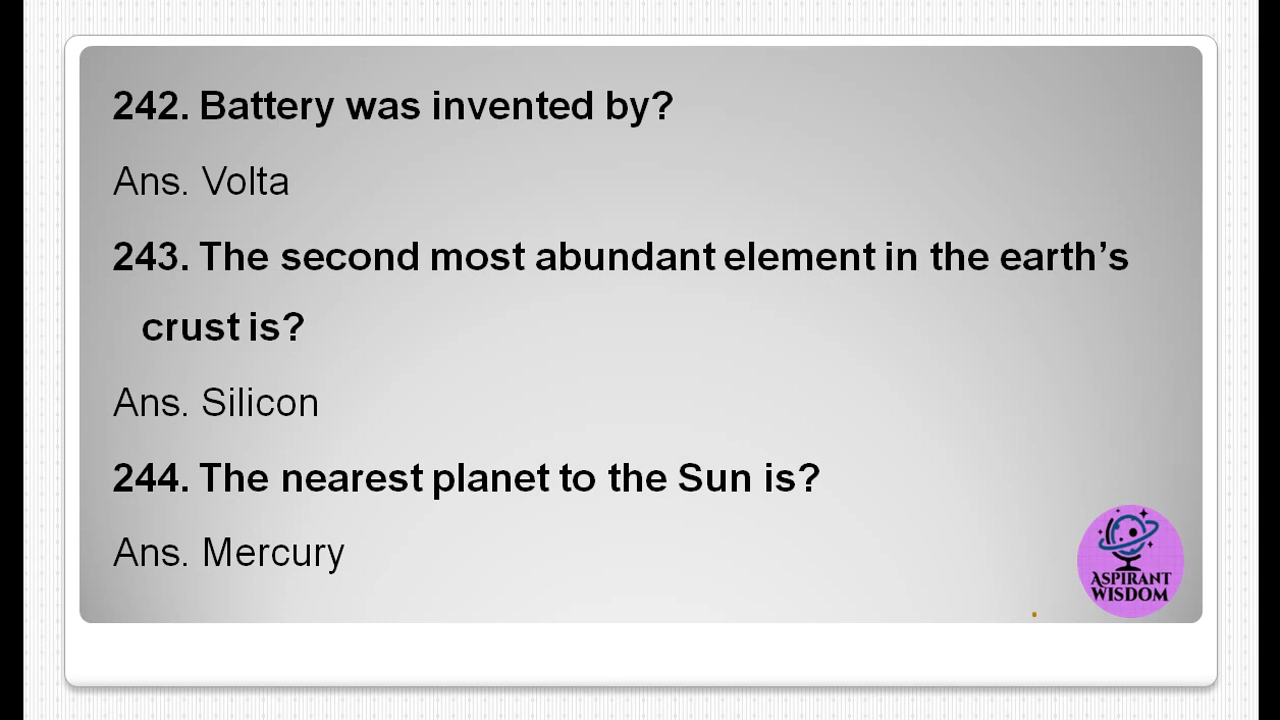 242. Battery was invented by?
Ans. Volta
243. The second most abundant element in the earth’s
crust is?
Ans. Silicon
244. The nearest planet to the Sun is?
Ans. Mercury
ASPIRANT
WISDOM